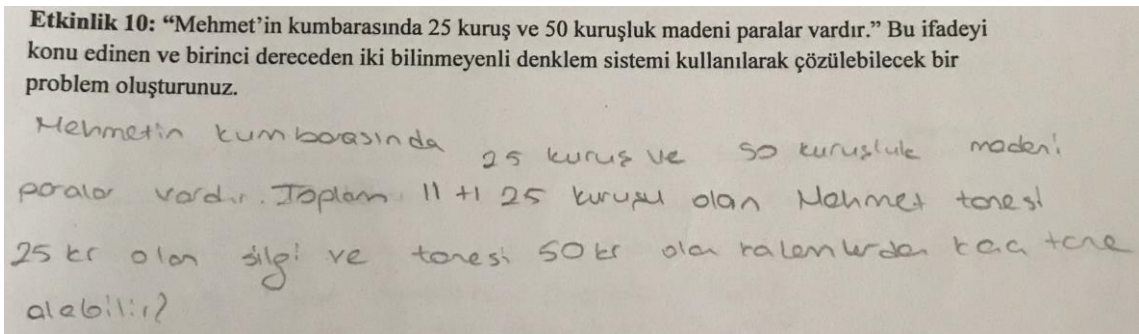 Etkinlik 10: “Mehmet’in kumbarasında 25 kuruş ve 50 kuruşluk madeni paralar vardır.” Bu ifadeyi
konu edinen ve birinci dereceden iki bilinmeyenli denklem sistemi kullanılarak çözülebilecek bir
problem oluşturunuz.
Mehmetin kumbarasında 25 kuruş ve 50 kuruşluk madeni
paralar vardır. Toplam 11 tl 25 kuruşu olan Mehmet tanesi
25 kr olan silgi ve tanesi 50 kr olan kalemlerden kaç tane
alabilir?